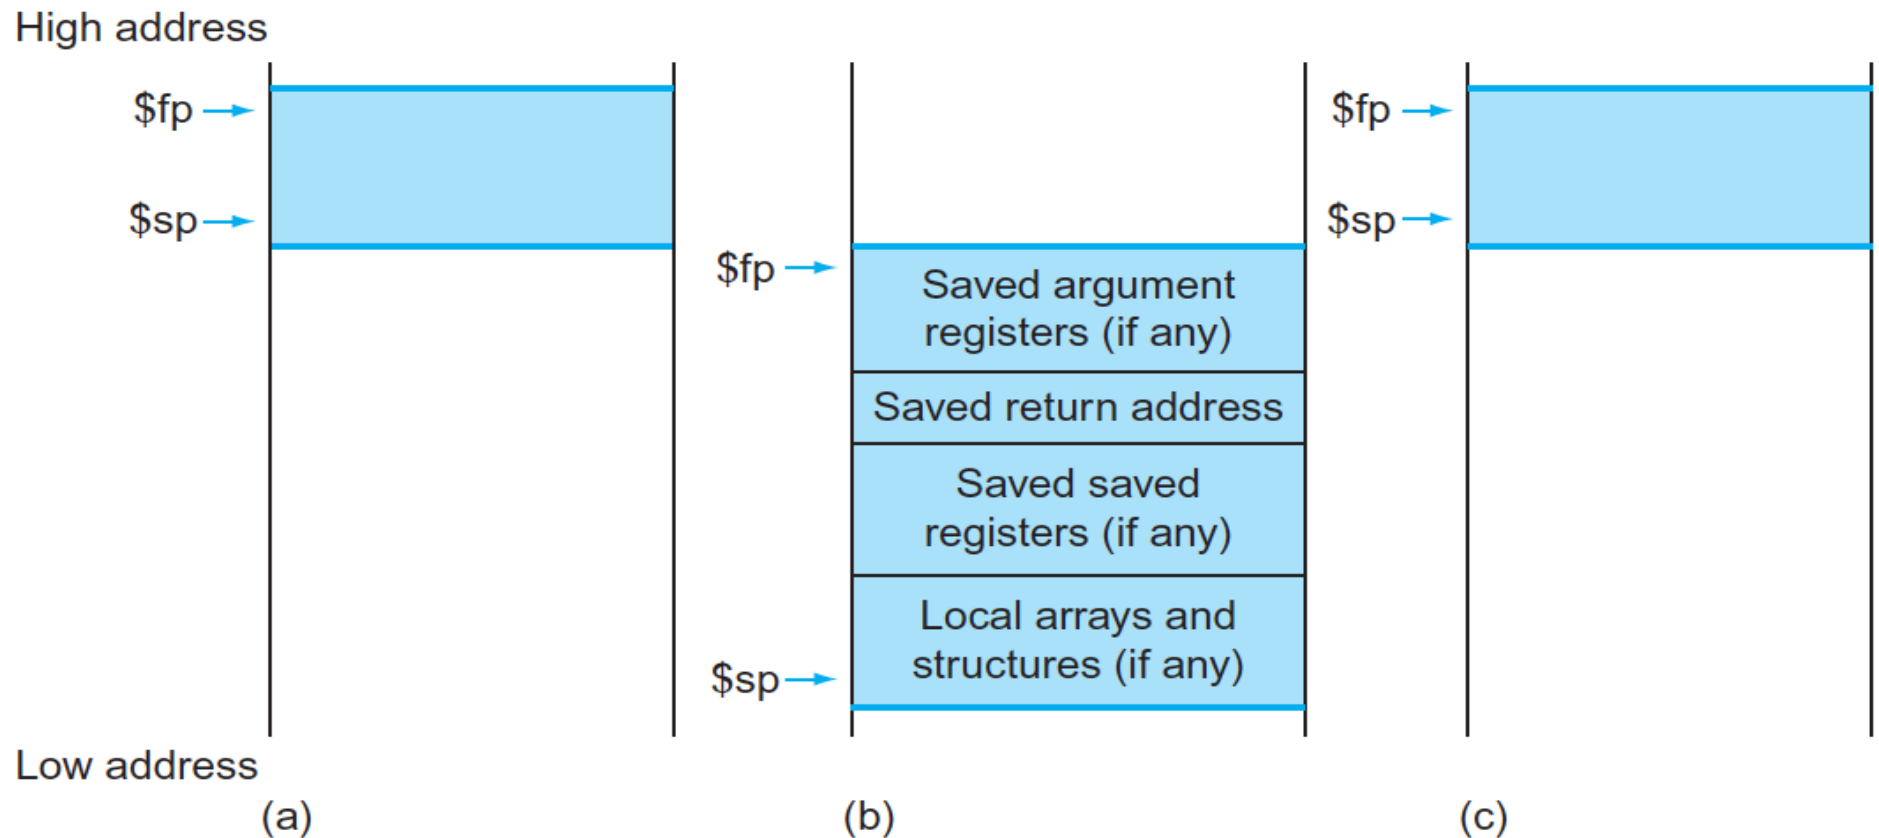 High address
$fp
$sp
$fp
Saved argument
registers (if any)
Saved return address
Saved saved
registers (if any)
Local arrays and
structures (if any)
$sp
$fp
$sp
Low address
(a)
(b)
(c)